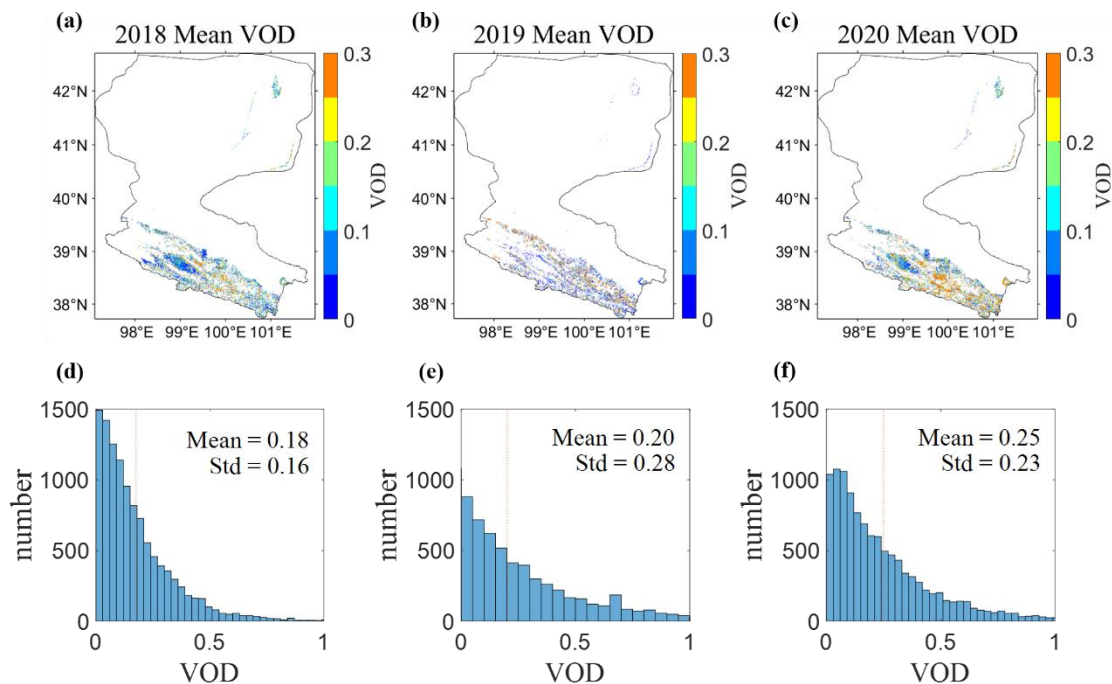 (a)
2018 Mean VOD
42°N
41°N
40°N
39°N
38°N
98°E 99°E 100°E 101°E
0.3
0.2
0.1
0
VOD
(b)
2019 Mean VOD
42°N
41°N
40°N
39°N
38°N
98°E 99°E 100°E 101°E
0.3
0.2
0.1
0
VOD
(c)
2020 Mean VOD
42°N
41°N
40°N
39°N
38°N
98°E 99°E 100°E 101°E
0.3
0.2
0.1
0
VOD
(d)
1500
1000
500
0
number
Mean = 0.18
Std = 0.16
0 0.5 1
VOD
(e)
1500
1000
500
0
number
Mean = 0.20
Std = 0.28
0 0.5 1
VOD
(f)
1500
1000
500
0
number
Mean = 0.25
Std = 0.23
0 0.5 1
VOD